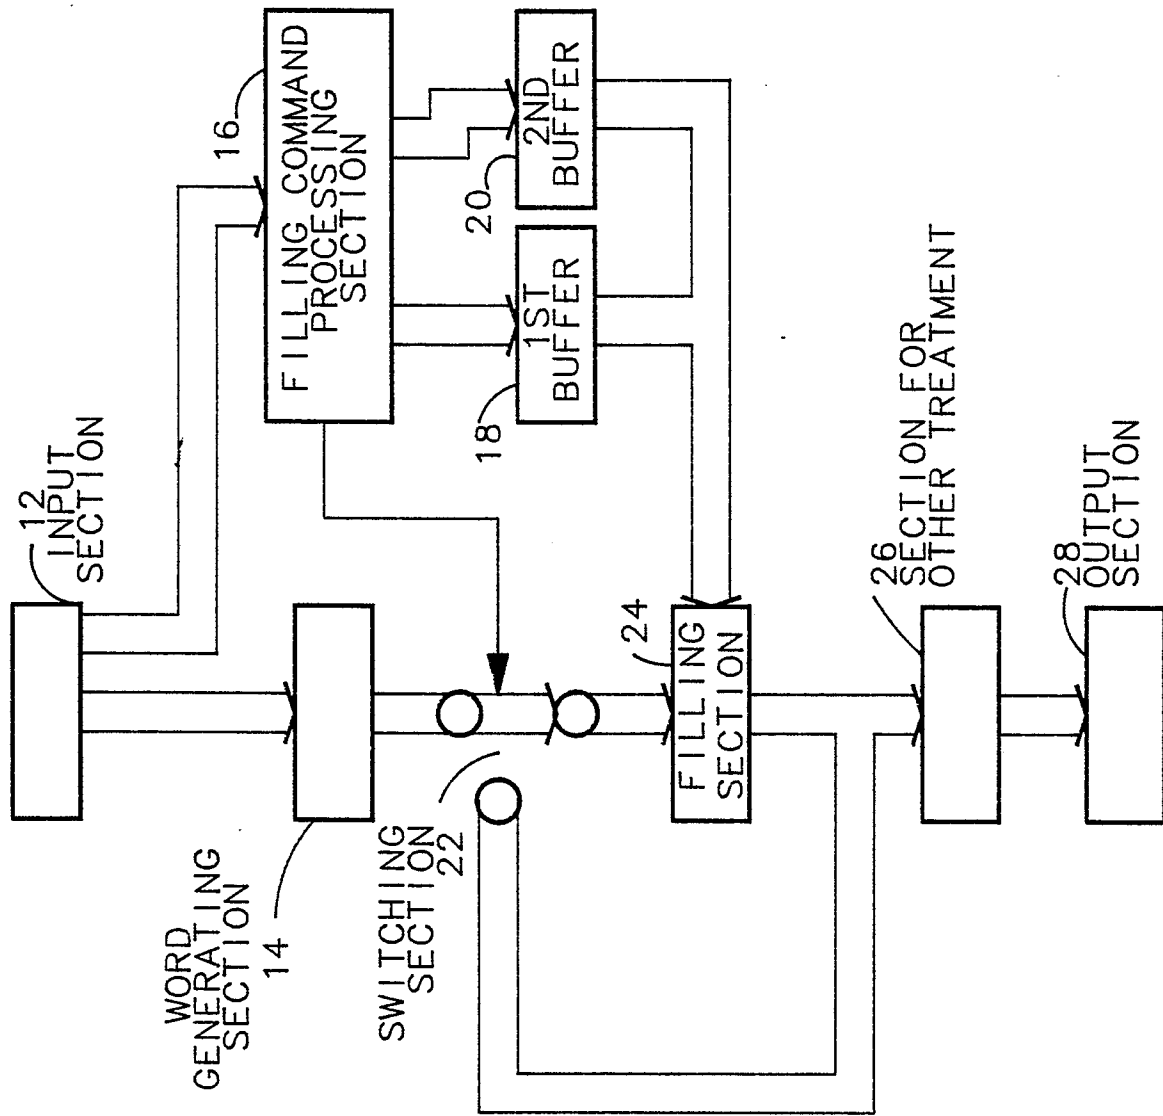 12
INPUT
SECTION
16
FILLING COMMAND
PROCESSING
SECTION
WORD
GENERATING
SECTION
14
18
1ST
BUFFER
20
2ND
BUFFER
SWITCHING
SECTION
22
24
FILLING
SECTION
26
SECTION FOR
OTHER TREATMENT
28
OUTPUT
SECTION